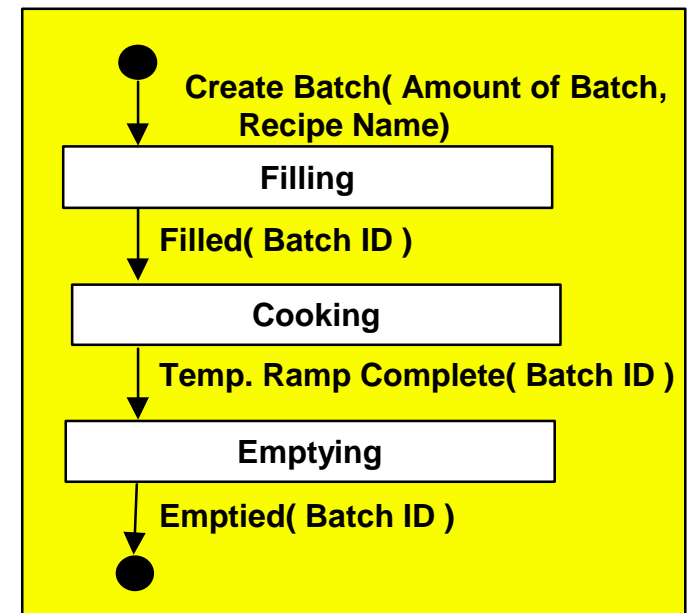 Create Batch( Amount of Batch,
Recipe Name)
Filling
Filled( Batch ID )
Cooking
Temp. Ramp Complete( Batch ID )
Emptying
Emptied( Batch ID )